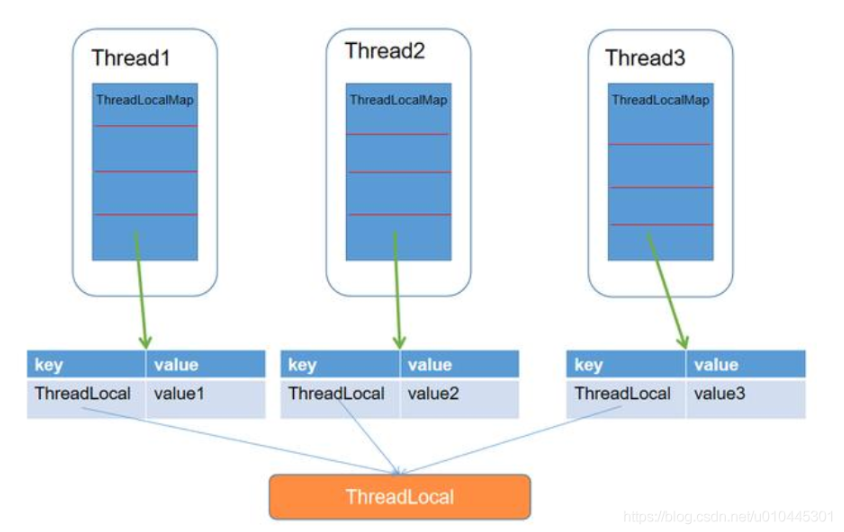 Thread1
Thread2
Thread3
ThreadLocalMap
ThreadLocalMap
ThreadLocalMap
key value
ThreadLocal value1
key value
ThreadLocal value2
key value
ThreadLocal value3
ThreadLocal
https://blog.csdn.net/u010445301